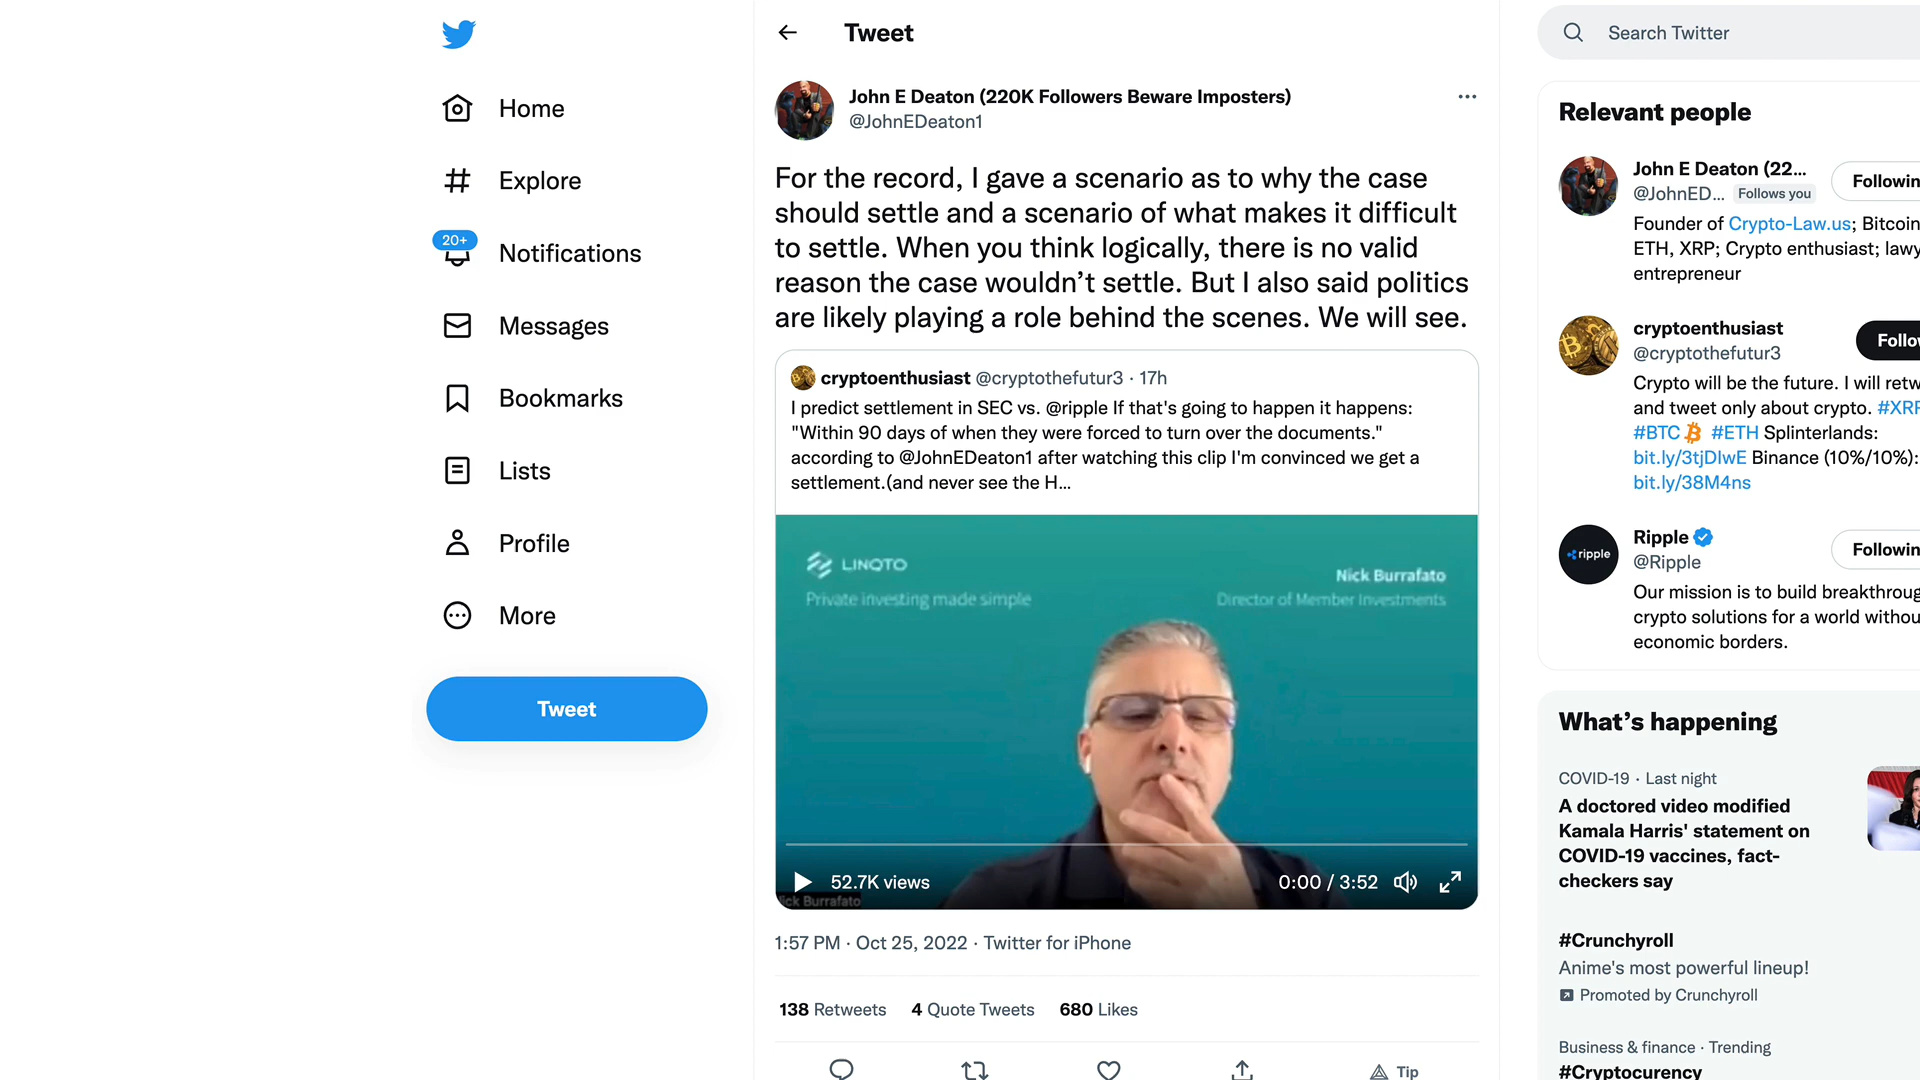 Tweet
Search Twitter
Home
Explore
20+
Notifications
Messages
Bookmarks
Lists
Profile
More
Tweet
John E Deaton (220K Followers Beware Imposters)
@JohnEDeaton1
For the record, I gave a scenario as to why the case
should settle and a scenario of what makes it difficult
to settle. When you think logically, there is no valid
reason the case wouldn’t settle. But I also said politics
are likely playing a role behind the scenes. We will see.
cryptoenthusiast @cryptothefutur3 · 17h
I predict settlement in SEC vs. @ripple If that's going to happen it happens:
"Within 90 days of when they were forced to turn over the documents."
according to @JohnEDeaton1 after watching this clip I'm convinced we get a
settlement.(and never see the H...
LINQTO
Private investing made simple
Nick Burrafato
Director of Member Investments
52.7K views
0:00 / 3:52
ick Burrafato
1:57 PM · Oct 25, 2022 · Twitter for iPhone
138 Retweets 4 Quote Tweets 680 Likes
Tip
Relevant people
John E Deaton (22...
@JohnED... Follows you
Followin
Founder of Crypto-Law.us; Bitcoin
ETH, XRP; Crypto enthusiast; lawy
entrepreneur
cryptoenthusiast
@cryptothefutur3
Follo
Crypto will be the future. I will retw
and tweet only about crypto. #XRP
#BTC #ETH Splinterlands:
bit.ly/3tjDIwE Binance (10%/10%):
bit.ly/38M4ns
ripple
Ripple
@Ripple
Followin
Our mission is to build breakthroug
crypto solutions for a world withou
economic borders.
What’s happening
COVID-19 · Last night
A doctored video modified
Kamala Harris' statement on
COVID-19 vaccines, fact-
checkers say
#Crunchyroll
Anime's most powerful lineup!
Promoted by Crunchyroll
Business & finance · Trending
#Cryptocurency